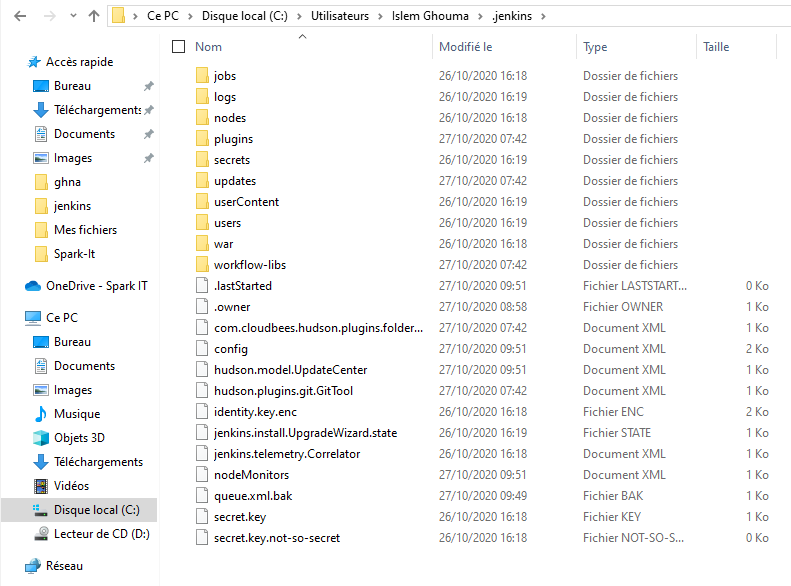 Ce PC > Disque local (C:) > Utilisateurs > Islem Ghouma > .jenkins >
Nom Modifié le Type Taille
Accès rapide
Bureau
Téléchargements
Documents
Images
ghna
jenkins
Mes fichiers
Spark-It
OneDrive - Spark IT
Ce PC
Bureau
Documents
Images
Musique
Objets 3D
Téléchargements
Vidéos
Disque local (C:)
Lecteur de CD (D:)
Réseau
jobs 26/10/2020 16:18 Dossier de fichiers
logs 26/10/2020 16:19 Dossier de fichiers
nodes 26/10/2020 16:18 Dossier de fichiers
plugins 27/10/2020 07:42 Dossier de fichiers
secrets 26/10/2020 16:19 Dossier de fichiers
updates 27/10/2020 07:42 Dossier de fichiers
userContent 26/10/2020 16:19 Dossier de fichiers
users 26/10/2020 16:19 Dossier de fichiers
war 26/10/2020 16:18 Dossier de fichiers
workflow-libs 27/10/2020 07:42 Dossier de fichiers
.lastStarted 27/10/2020 09:51 Fichier LASTSTART... 0 Ko
.owner 27/10/2020 08:58 Fichier OWNER 1 Ko
com.cloudbees.hudson.plugins.folder... 27/10/2020 07:42 Document XML 1 Ko
config 27/10/2020 09:51 Document XML 2 Ko
hudson.model.UpdateCenter 27/10/2020 09:51 Document XML 1 Ko
hudson.plugins.git.GitTool 27/10/2020 07:42 Document XML 1 Ko
identity.key.enc 26/10/2020 16:18 Fichier ENC 2 Ko
jenkins.install.UpgradeWizard.state 26/10/2020 16:19 Fichier STATE 1 Ko
jenkins.telemetry.Correlator 26/10/2020 16:18 Document XML 1 Ko
nodeMonitors 27/10/2020 09:51 Document XML 1 Ko
queue.xml.bak 27/10/2020 09:49 Fichier BAK 1 Ko
secret.key 26/10/2020 16:18 Fichier KEY 1 Ko
secret.key.not-so-secret 26/10/2020 16:18 Fichier NOT-SO-S... 0 Ko